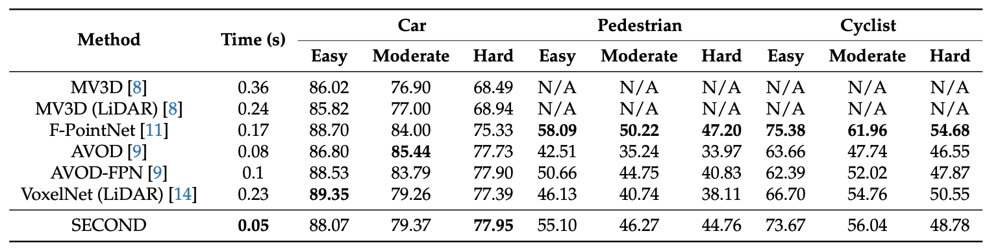 Method Time (s) Car Pedestrian Cyclist
Easy Moderate Hard Easy Moderate Hard Easy Moderate Hard
MV3D [8] 0.36 86.02 76.90 68.49 N/A N/A N/A N/A N/A N/A
MV3D (LiDAR) [8] 0.24 85.82 77.00 68.94 N/A N/A N/A N/A N/A N/A
F-PointNet [11] 0.17 88.70 84.00 75.33 58.09 50.22 47.20 75.38 61.96 54.68
AVOD [9] 0.08 86.80 85.44 77.73 42.51 35.24 33.97 63.66 47.74 46.55
AVOD-FPN [9] 0.1 88.53 83.79 77.90 50.66 44.75 40.83 62.39 52.02 47.87
VoxelNet (LiDAR) [14] 0.23 89.35 79.26 77.39 46.13 40.74 38.11 66.70 54.76 50.55
SECOND 0.05 88.07 79.37 77.95 55.10 46.27 44.76 73.67 56.04 48.78